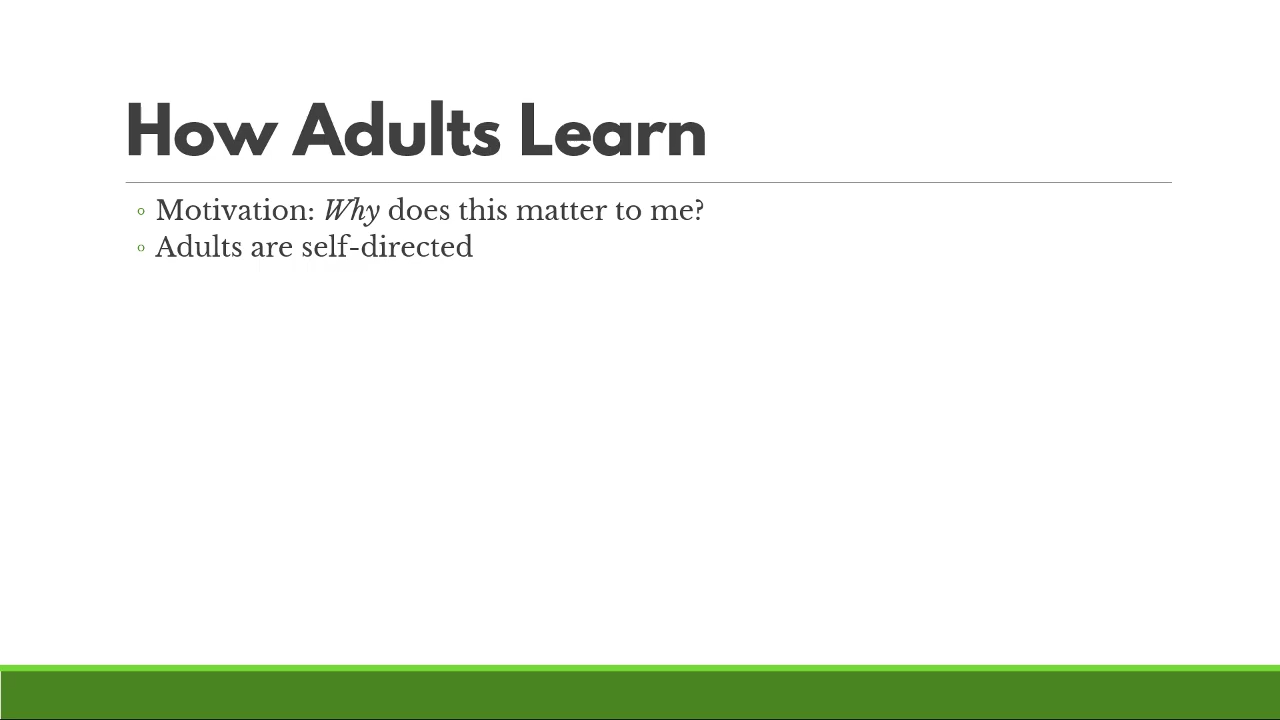 How Adults Learn
◦ Motivation: Why does this matter to me?
◦ Adults are self-directed